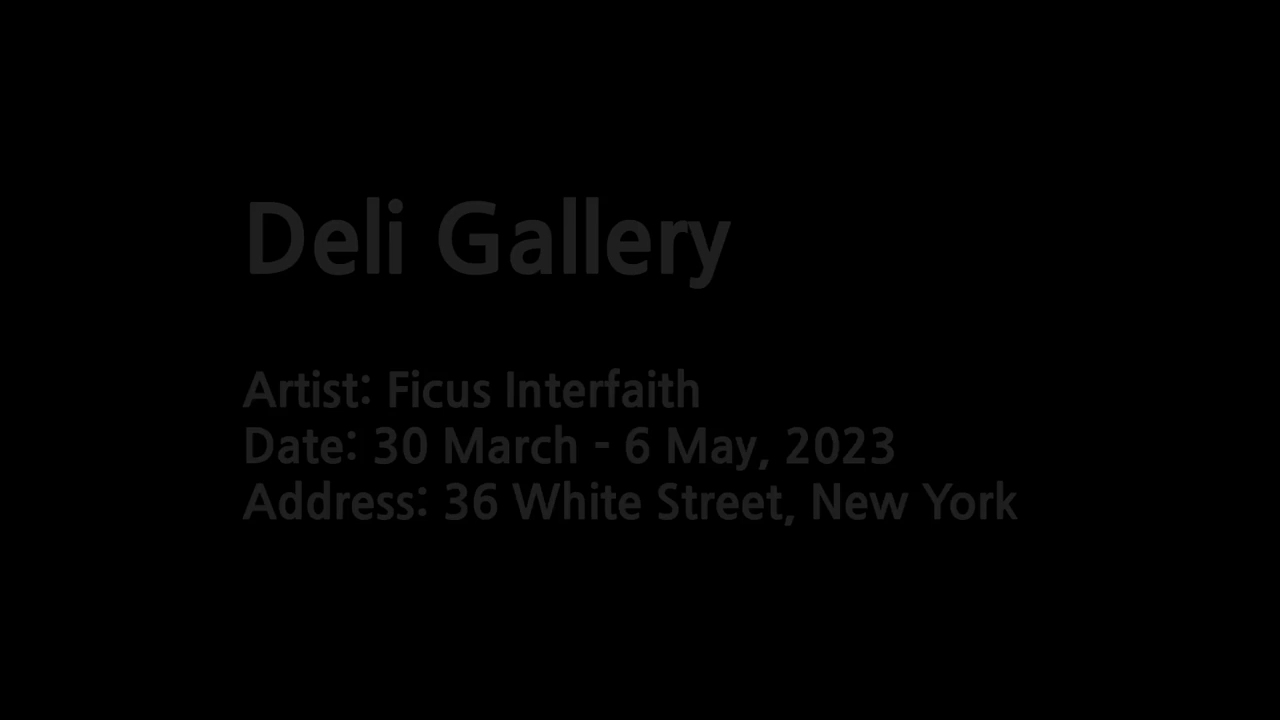 Deli Gallery
Artist: Ficus Interfaith
Date: 30 March - 6 May, 2023
Address: 36 White Street, New York